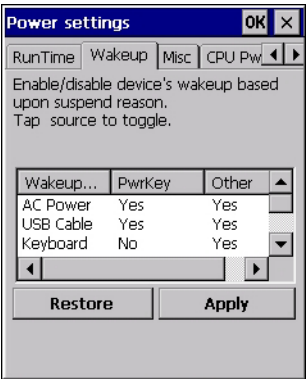 Power settings OK
RunTime Wakeup Misc CPU Pw
Enable/disable device's wakeup based
upon suspend reason.
Tap source to toggle.
Wakeup... PwrKey Other
AC Power Yes Yes
USB Cable Yes Yes
Keyboard No Yes
Restore Apply